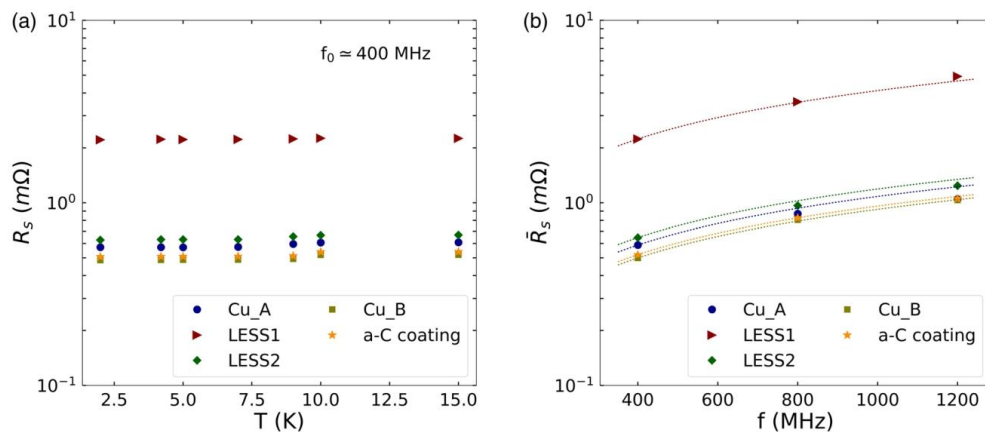 (a)
f₀ ≃ 400 MHz
R_s (mΩ)
10¹
10⁰
10⁻¹
Cu_A Cu_B
LESS1 a-C coating
LESS2
2.5 5.0 7.5 10.0 12.5 15.0
T (K)
(b)
R̄_s (mΩ)
10¹
10⁰
10⁻¹
Cu_A Cu_B
LESS1 a-C coating
LESS2
400 600 800 1000 1200
f (MHz)